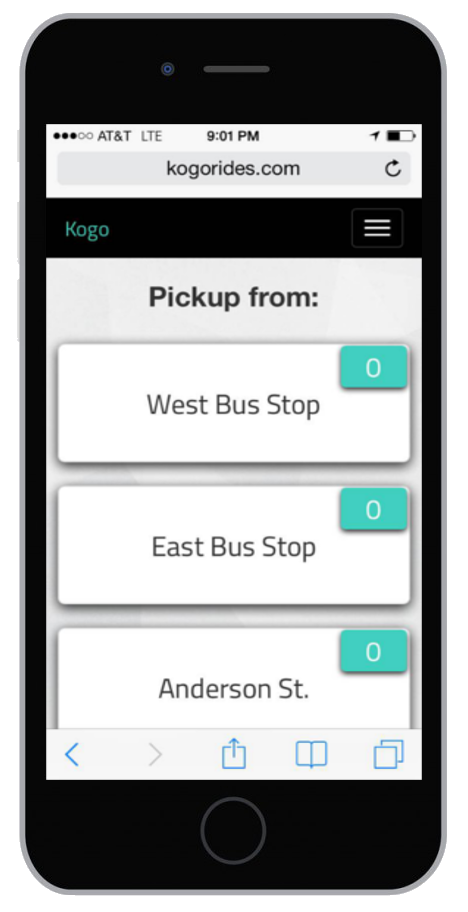 AT&T LTE 9:01 PM
kogorides.com
Kogo
Pickup from:
0
West Bus Stop
0
East Bus Stop
0
Anderson St.